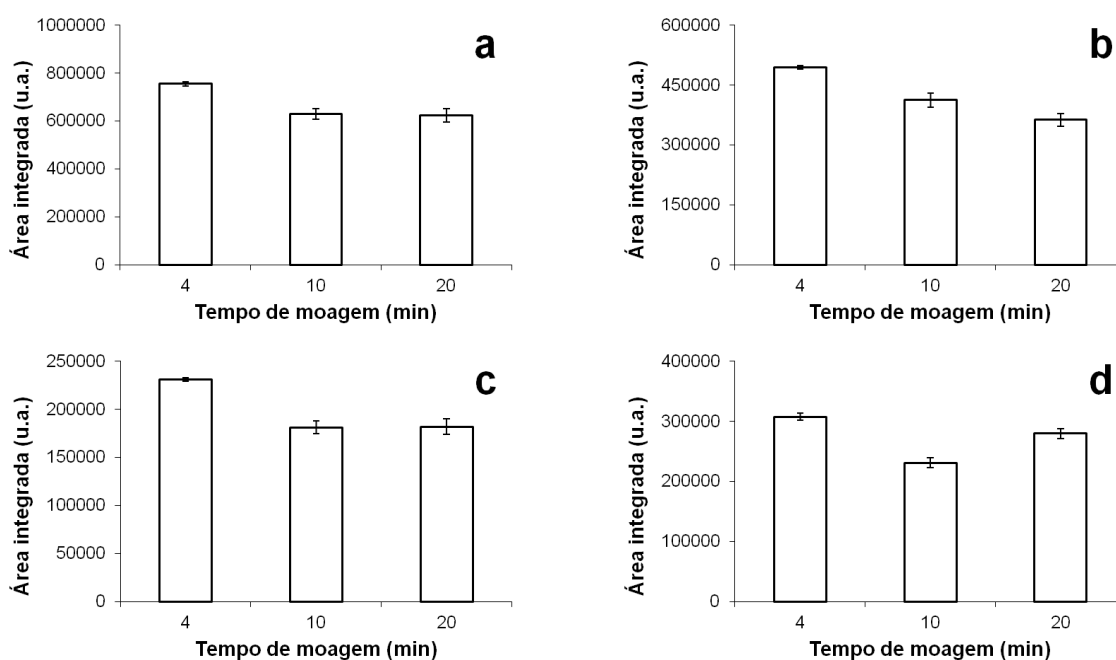 a
Área integrada (u.a.)
1000000
800000
600000
400000
200000
0
4 10 20
Tempo de moagem (min)
b
Área integrada (u.a.)
600000
450000
300000
150000
0
4 10 20
Tempo de moagem (min)
c
Área integrada (u.a.)
250000
200000
150000
100000
50000
0
4 10 20
Tempo de moagem (min)
d
Área integrada (u.a.)
400000
300000
200000
100000
0
4 10 20
Tempo de moagem (min)